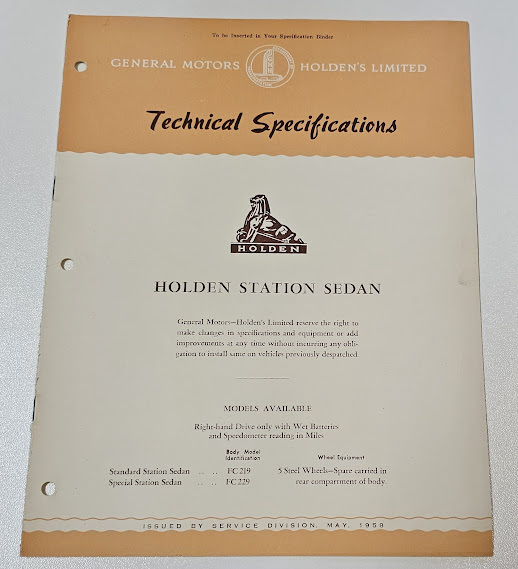 To be Inserted in Your Specification Binder
GENERAL MOTORS HOLDEN'S LIMITED
Technical Specifications
HOLDEN
HOLDEN STATION SEDAN
General Motors—Holden's Limited reserve the right to
make changes in specifications and equipment or add
improvements at any time without incurring any obli-
gation to install same on vehicles previously despatched.
MODELS AVAILABLE
Right-hand Drive only with Wet Batteries
and Speedometer reading in Miles
Body Model
Identification
Wheel Equipment
Standard Station Sedan .. .. FC219 5 Steel Wheels—Spare carried in
Special Station Sedan .. .. FC229 rear compartment of body.
ISSUED BY SERVICE DIVISION, MAY, 1958